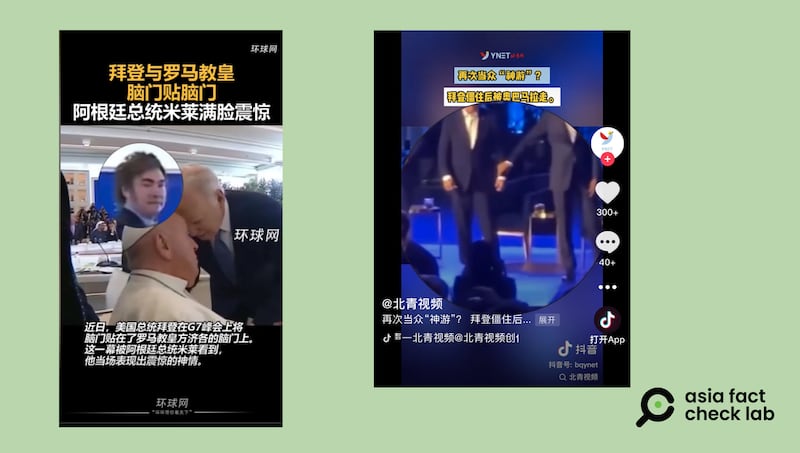 环球网
拜登与罗马教皇
脑门贴脑门
阿根廷总统米莱满脸震惊
环球网
近日，美国总统拜登在G7峰会上将
脑门贴在了罗马教皇方济各的脑门上。
这一幕被阿根廷总统米莱看到，
他当场表现出震惊的神情。
环球网
YNET
再次当众“神游”？
拜登僵住后被奥巴马拉走。
300+
40+
@北青视频
再次当众“神游”？ 拜登僵住后... 展开
一北青视频@北青视频创
打开App
抖音
抖音号: bqynet
北青视频
asia fact
check lab